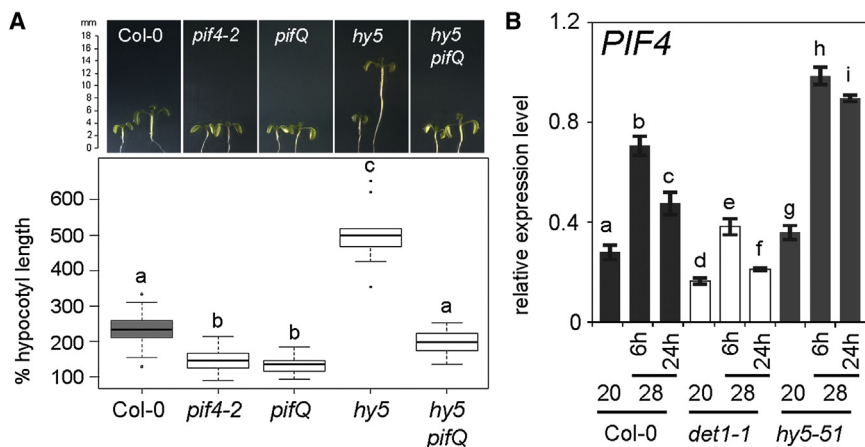 A
mm
18
16
14
12
10
8
6
4
2
0
Col-0
pif4-2
pifQ
hy5
hy5
pifQ
% hypocotyl length
600
500
400
300
200
100
a
b
b
c
a
Col-0
pif4-2
pifQ
hy5
hy5
pifQ
B
PIF4
relative expression level
1.2
0.8
0.4
0
a
b
c
d
e
f
g
h
i
6h
24h
6h
24h
6h
24h
20 28 20 28 20 28
Col-0 det1-1 hy5-51